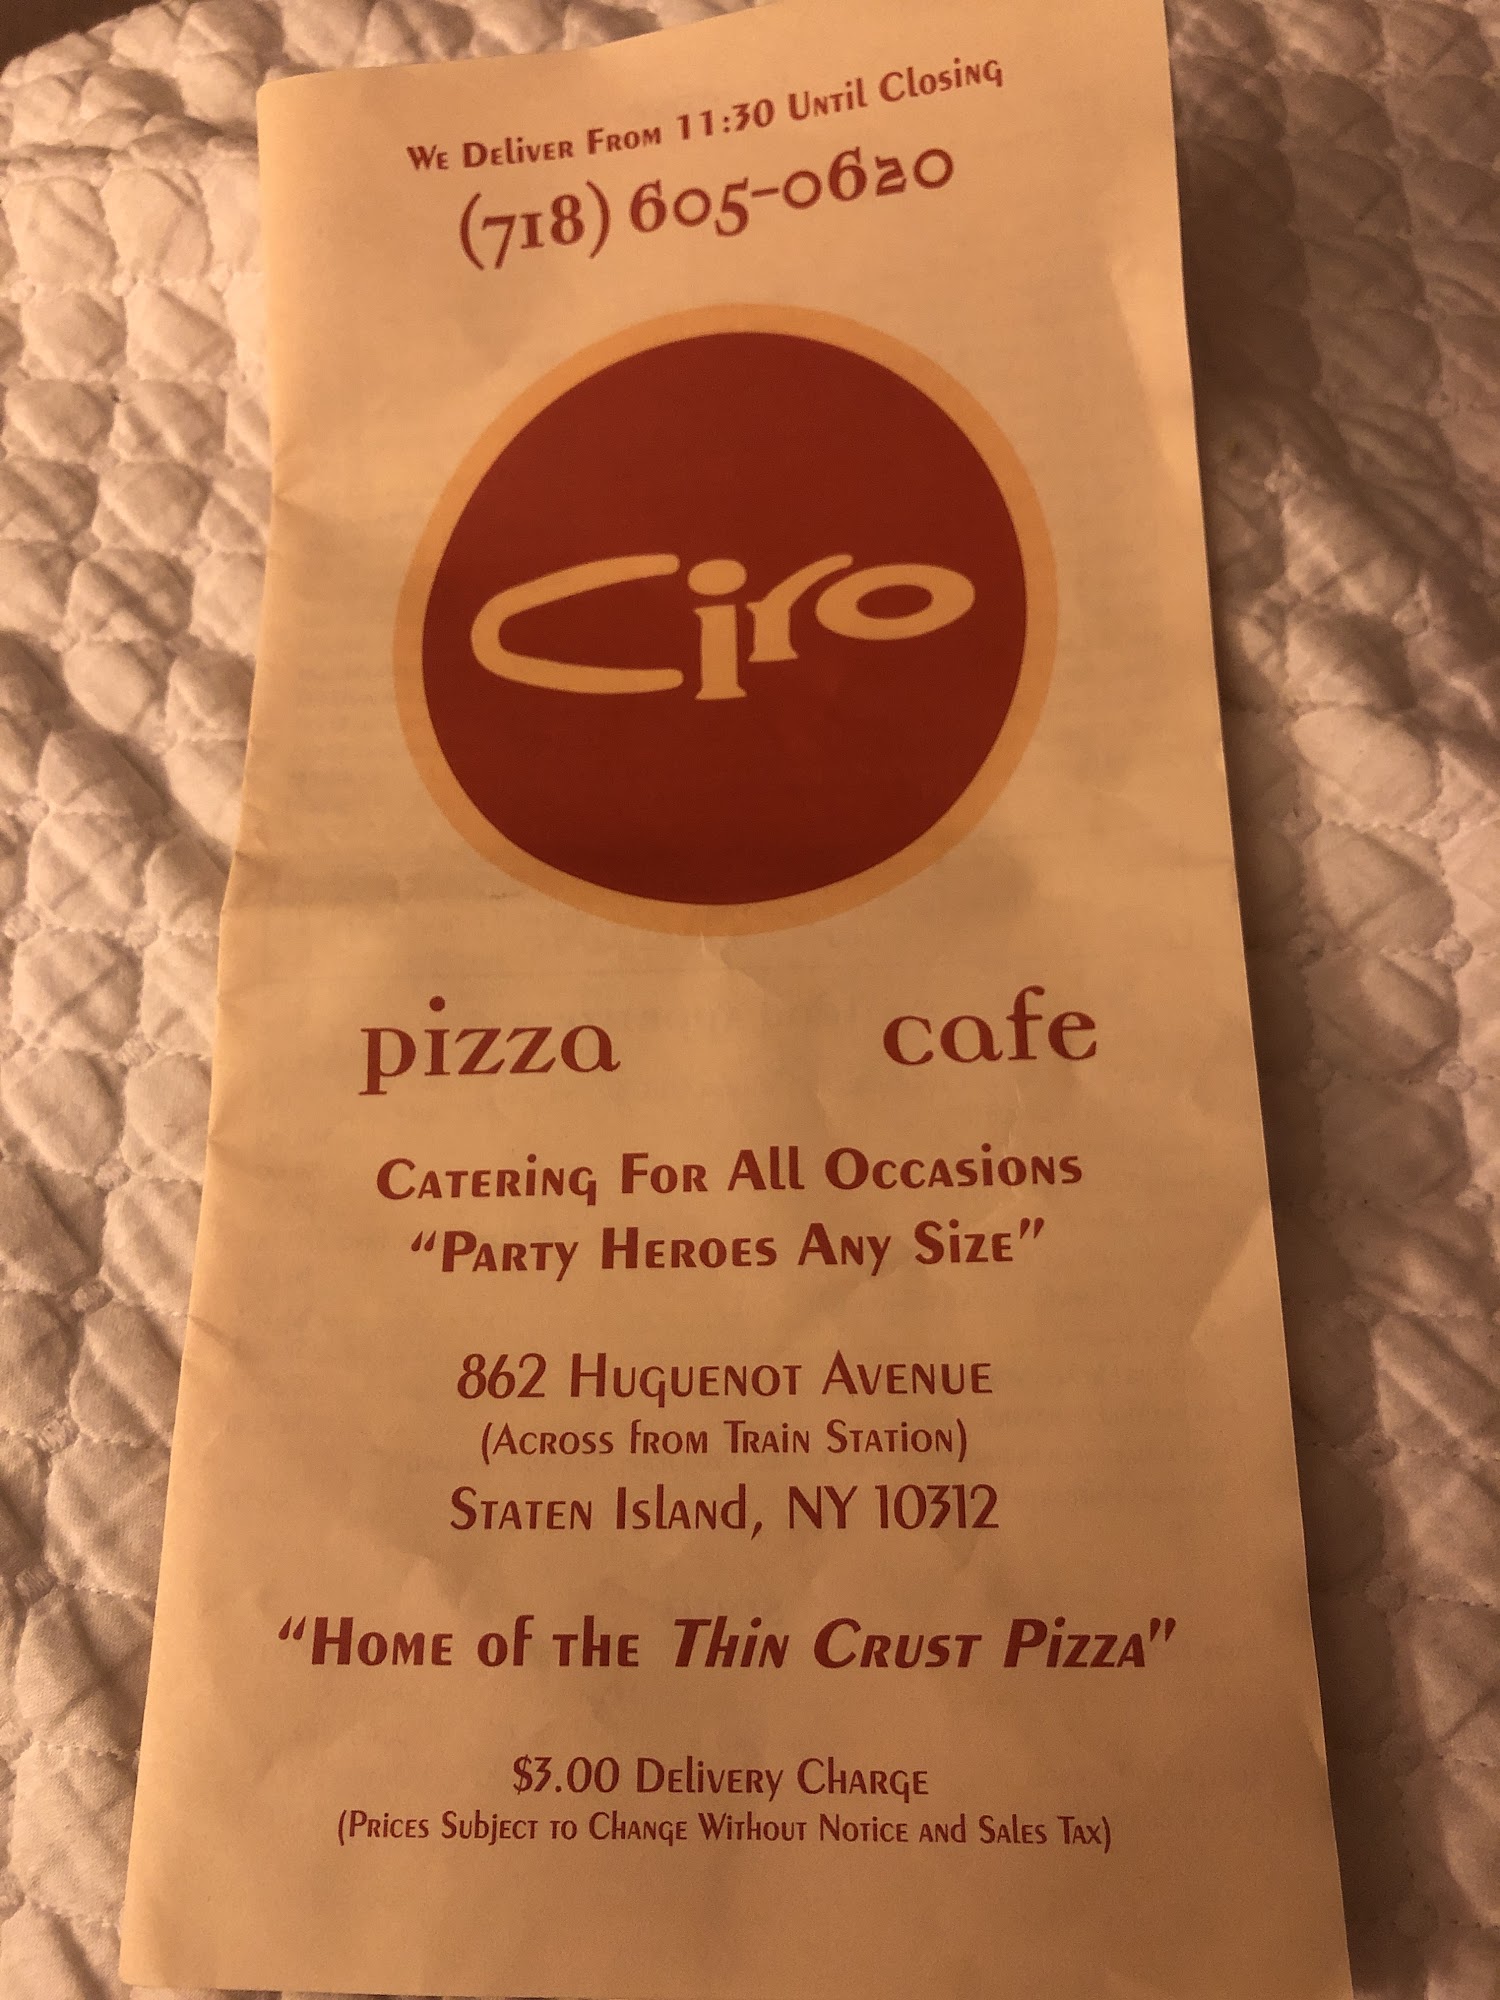 We Deliver From 11:30 Until Closing
(718) 605-0620
Ciro
pizza cafe
Catering For All Occasions
“Party Heroes Any Size”
862 Huguenot Avenue
(Across from Train Station)
Staten Island, NY 10312
“Home of the Thin Crust Pizza”
$3.00 Delivery Charge
(Prices Subject to Change Without Notice and Sales Tax)